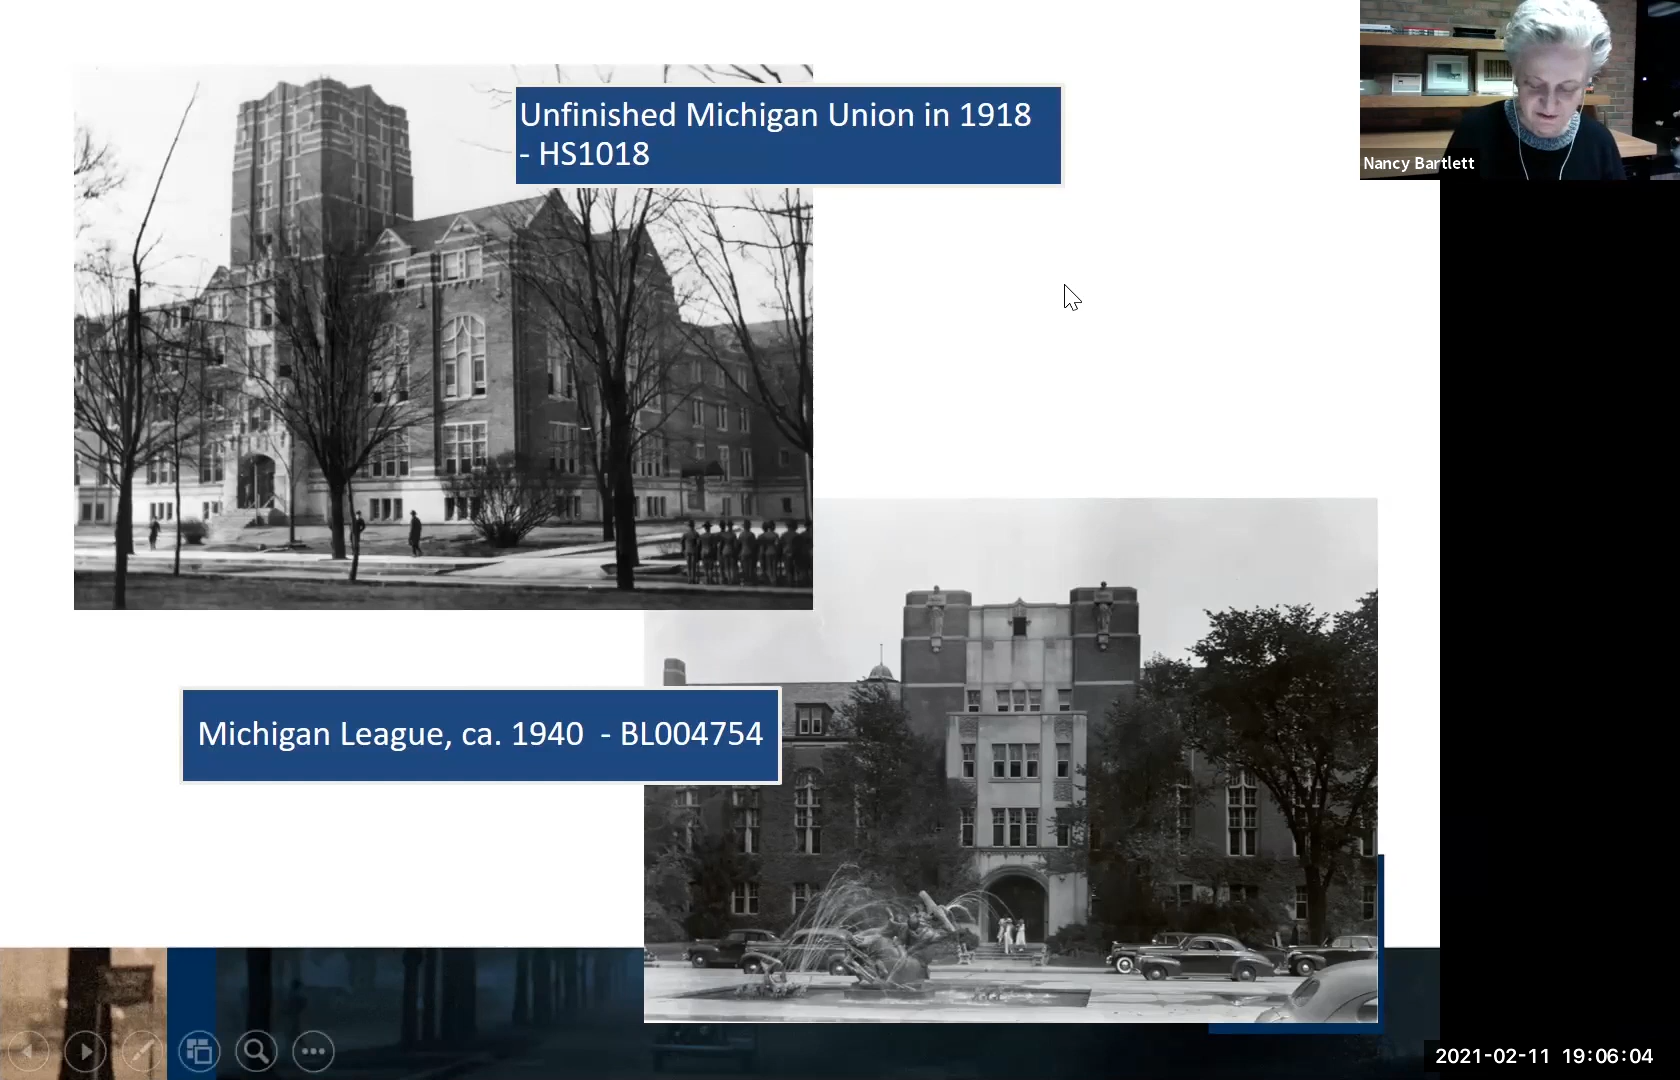 Unfinished Michigan Union in 1918
- HS1018
Nancy Bartlett
Michigan League, ca. 1940  - BL004754
2021-02-11 19:06:04